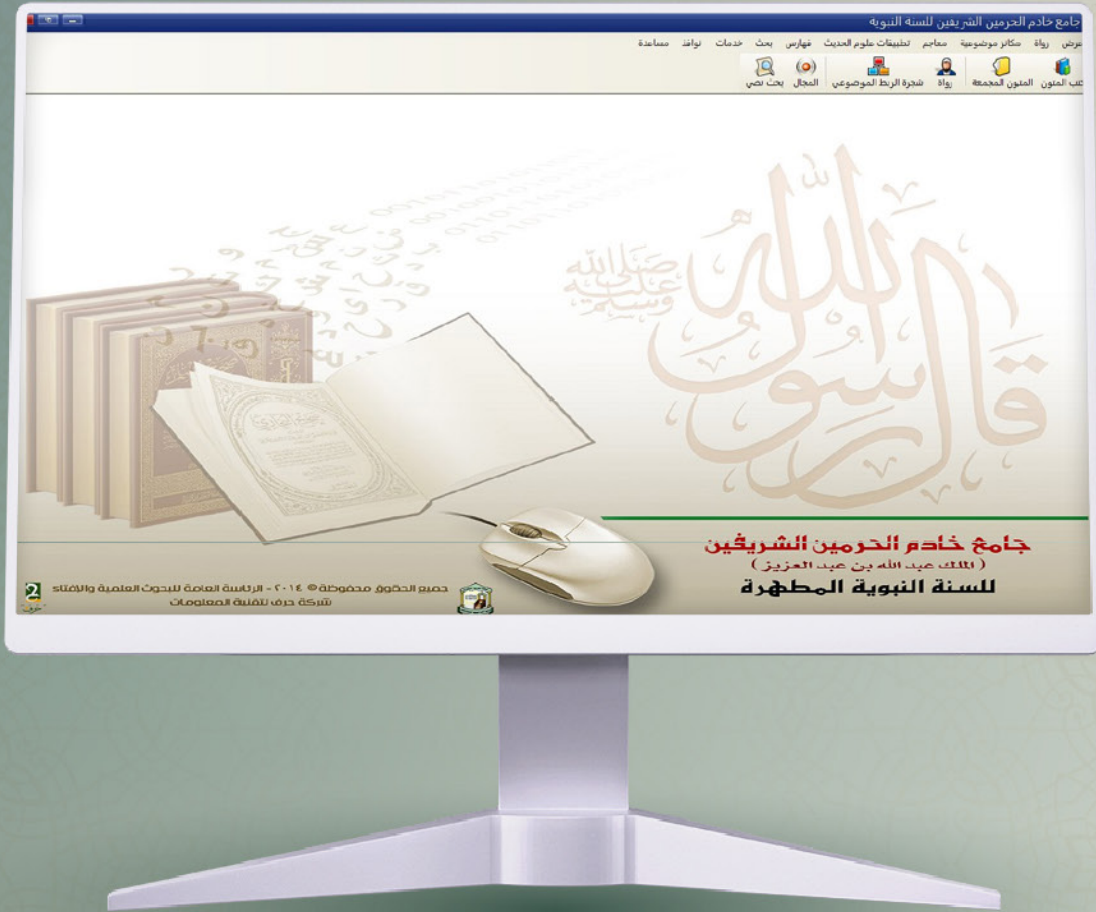 جامع خادم الحرمين الشريفين للسنة النبوية
عرض رواة مكانز موضوعية معاجم تطبيقات علوم الحديث فهارس بحث خدمات نوافذ مساعدة
كتب المتون المتون المجمعة رواة شجرة الربط الموضوعي المجال بحث نصي
قال رسول الله
صلى الله عليه وسلم
جامع خادم الحرمين الشريفين
( الملك عبد الله بن عبد العزيز )
للسنة النبوية المطهرة
جميع الحقوق محفوظة © ٢٠١٤ - الرئاسة العامة للبحوث العلمية والإفتاء
شركة حرف لتقنية المعلومات
حرف